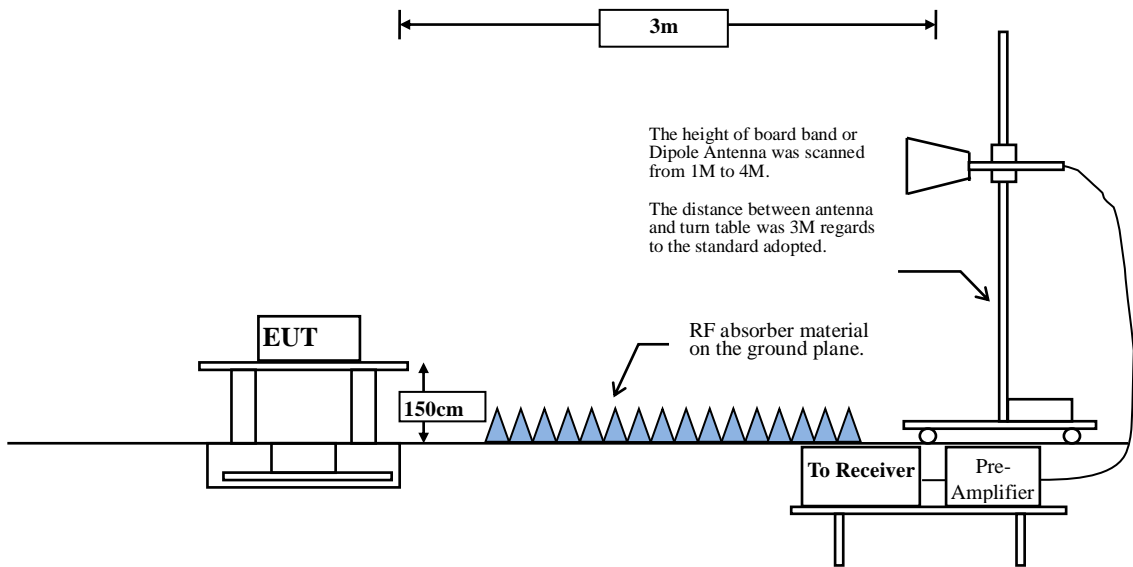 3m
The height of board band or
Dipole Antenna was scanned
from 1M to 4M.
The distance between antenna
and turn table was 3M regards
to the standard adopted.
EUT
RF absorber material
on the ground plane.
150cm
To Receiver
Pre-
Amplifier